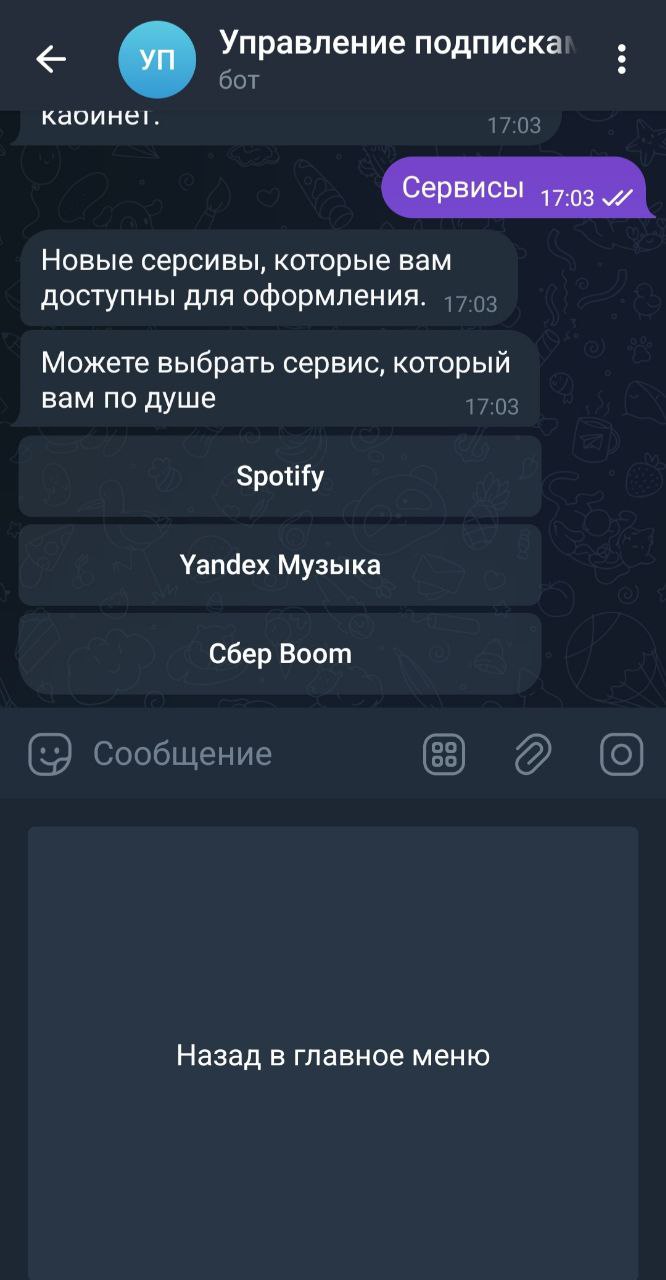 УП
Управление подпискам
бот
кабинет.
17:03
Сервисы 17:03
Новые серсивы, которые вам
доступны для оформления. 17:03
Можете выбрать сервис, который
вам по душе 17:03
Spotify
Yandex Музыка
Сбер Boom
Сообщение
Назад в главное меню